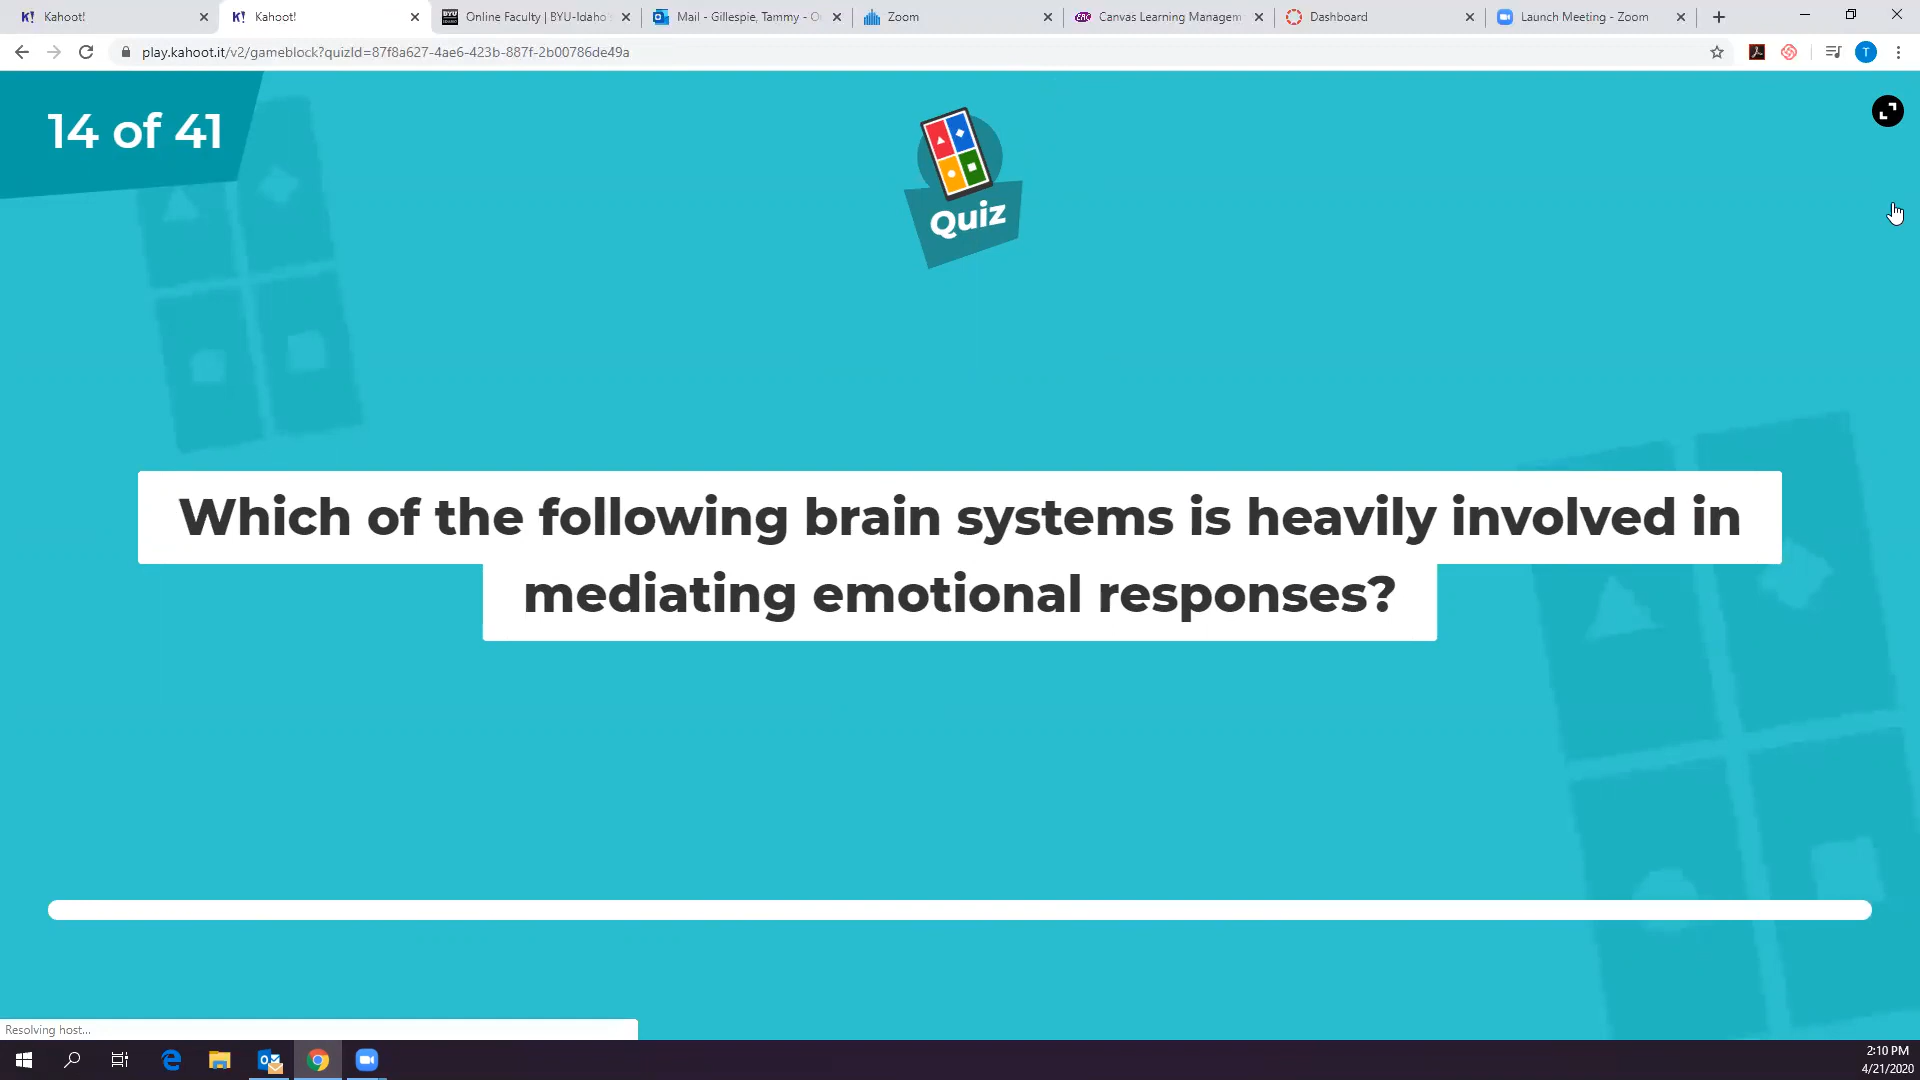 Kahoot!
Kahoot!
Online Faculty | BYU-Idaho's
Mail - Gillespie, Tammy - O
Zoom
Canvas Learning Managem
Dashboard
Launch Meeting - Zoom
play.kahoot.it/v2/gameblock?quizId=87f8a627-4ae6-423b-887f-2b00786de49a
T
14 of 41
Quiz
Which of the following brain systems is heavily involved in
mediating emotional responses?
Resolving host...
2:10 PM
4/21/2020